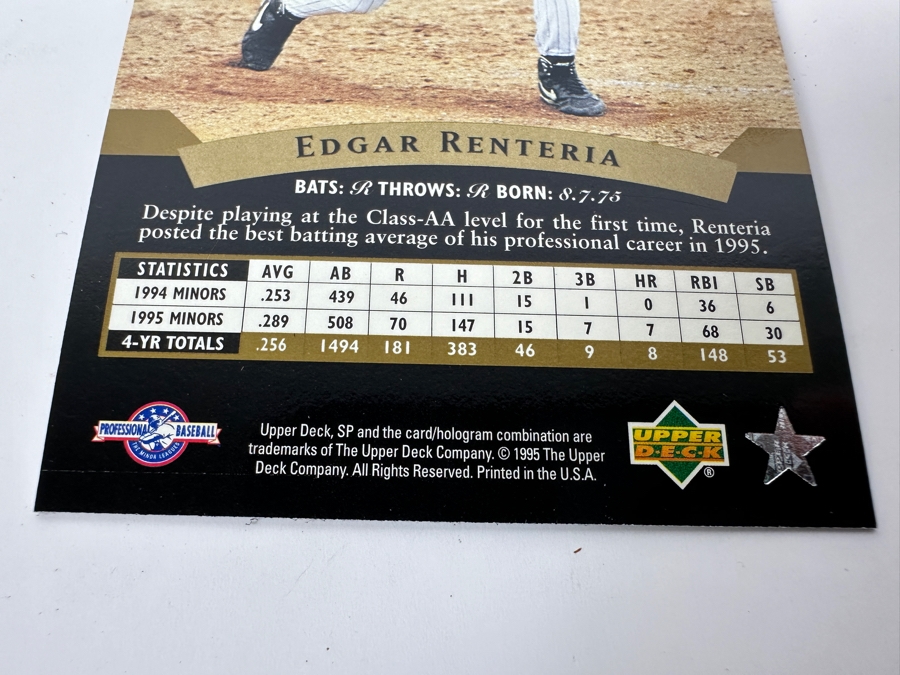 EDGAR RENTERIA
BATS: R THROWS: R BORN: 8.7.75
Despite playing at the Class-AA level for the first time, Renteria
posted the best batting average of his professional career in 1995.
STATISTICS AVG AB R H 2B 3B HR RBI SB
1994 MINORS .253 439 46 111 15 1 0 36 6
1995 MINORS .289 508 70 147 15 7 7 68 30
4-YR TOTALS .256 1494 181 383 46 9 8 148 53
PROFESSIONAL BASEBALL
THE MINOR LEAGUES
Upper Deck, SP and the card/hologram combination are
trademarks of The Upper Deck Company. © 1995 The Upper
Deck Company. All Rights Reserved. Printed in the U.S.A.
UPPER
D·E·C·K
®